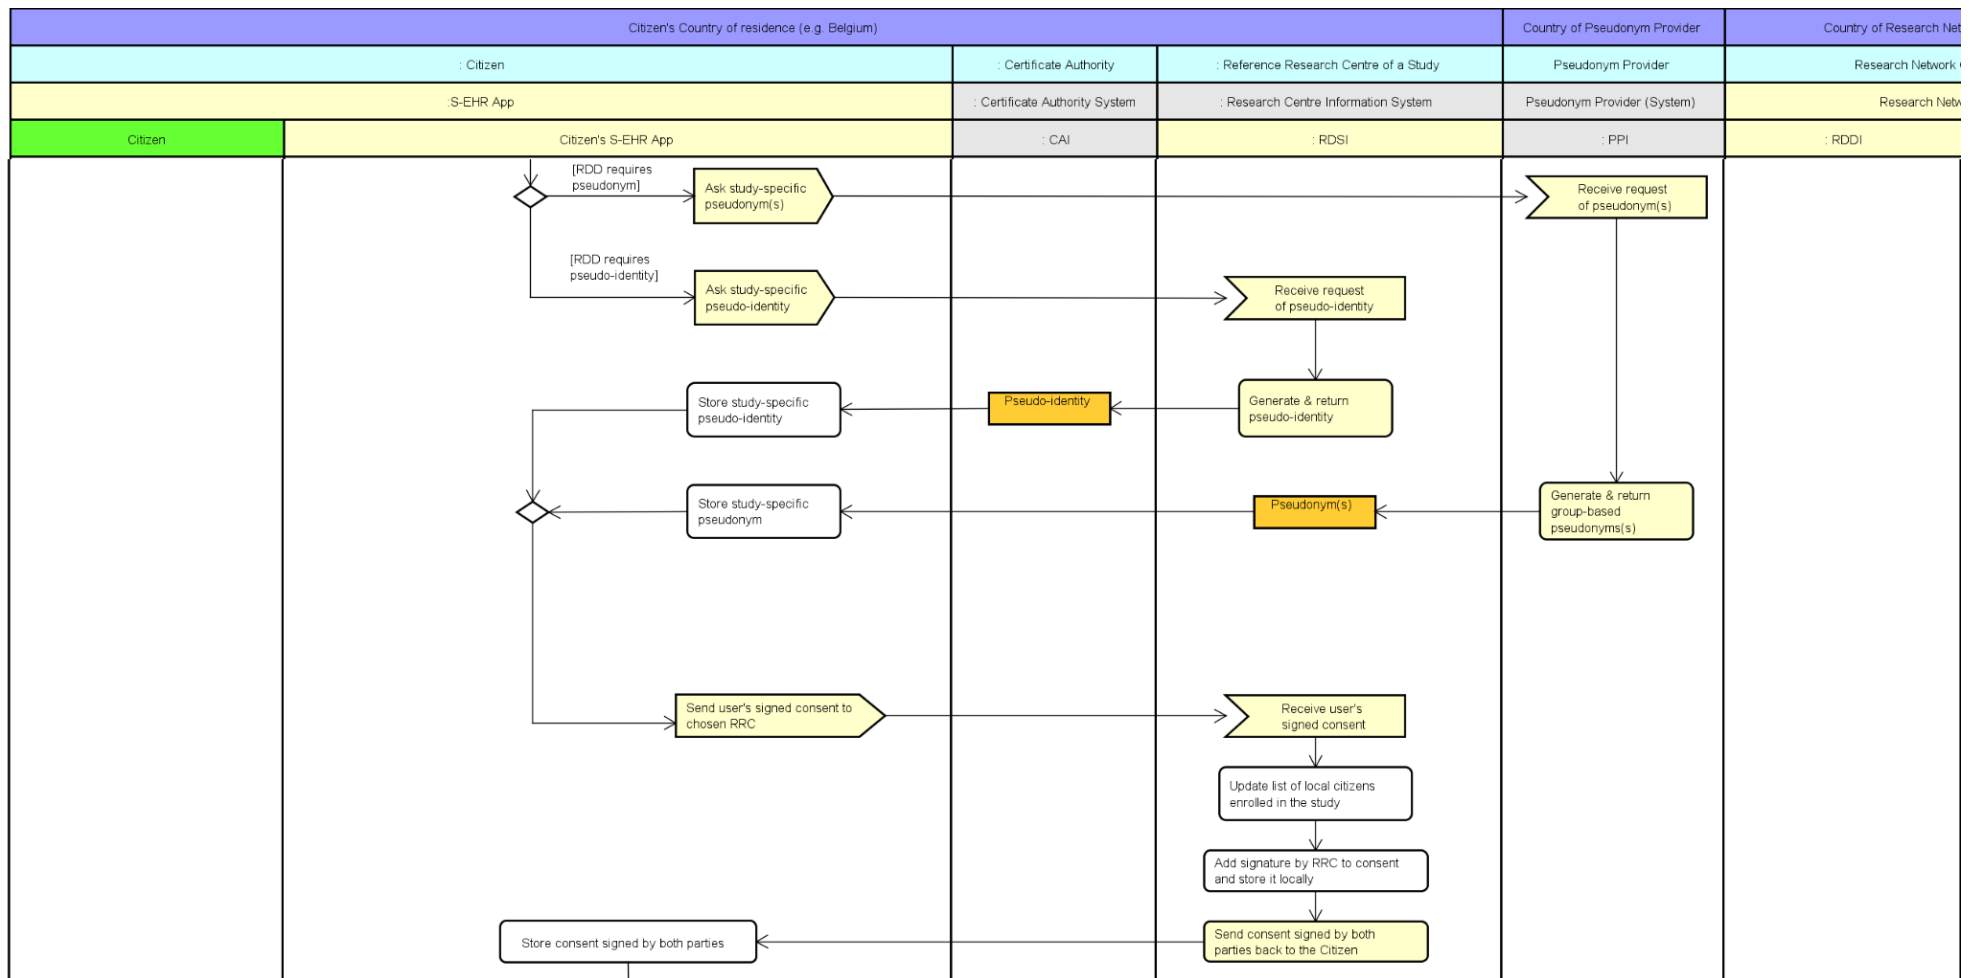 Citizen's Country of residence (e.g. Belgium)
Country of Pseudonym Provider
Country of Research Net
: Citizen
: Certificate Authority
: Reference Research Centre of a Study
Pseudonym Provider
Research Network
:S-EHR App
: Certificate Authority System
: Research Centre Information System
Pseudonym Provider (System)
Research Netw
Citizen
Citizen's S-EHR App
: CAI
: RDSI
: PPI
: RDDI
[RDD requires
pseudonym]
Ask study-specific
pseudonym(s)
Receive request
of pseudonym(s)
[RDD requires
pseudo-identity]
Ask study-specific
pseudo-identity
Receive request
of pseudo-identity
Store study-specific
pseudo-identity
Pseudo-identity
Generate & return
pseudo-identity
Store study-specific
pseudonym
Pseudonym(s)
Generate & return
group-based
pseudonyms(s)
Send user's signed consent to
chosen RRC
Receive user's
signed consent
Update list of local citizens
enrolled in the study
Add signature by RRC to consent
and store it locally
Store consent signed by both parties
Send consent signed by both
parties back to the Citizen